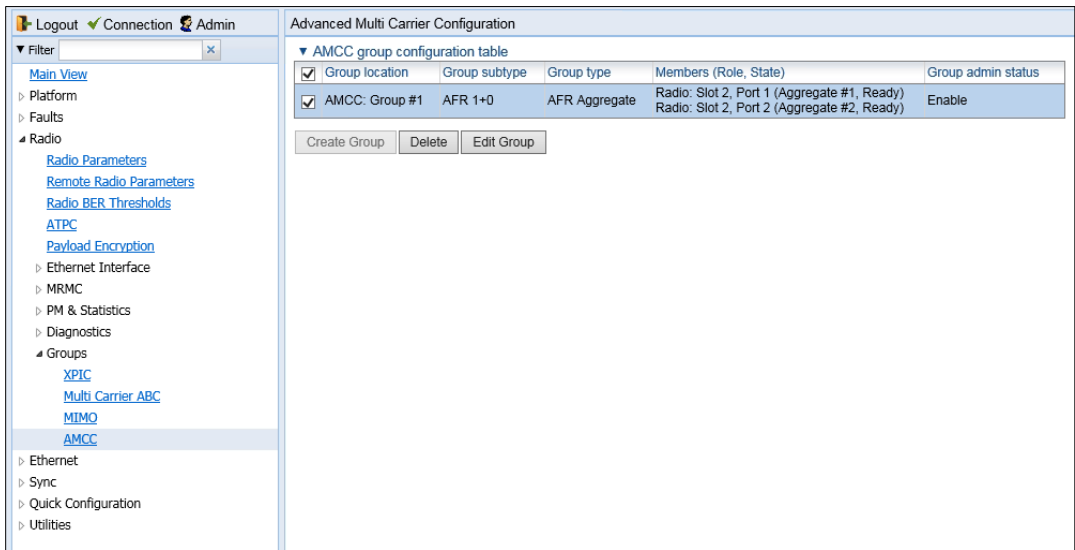 Logout Connection Admin
Filter
Main View
Platform
Faults
Radio
Radio Parameters
Remote Radio Parameters
Radio BER Thresholds
ATPC
Payload Encryption
Ethernet Interface
MRMC
PM & Statistics
Diagnostics
Groups
XPIC
Multi Carrier ABC
MIMO
AMCC
Ethernet
Sync
Quick Configuration
Utilities
Advanced Multi Carrier Configuration
AMCC group configuration table
Group location Group subtype Group type Members (Role, State) Group admin status
AMCC: Group #1 AFR 1+0 AFR Aggregate Radio: Slot 2, Port 1 (Aggregate #1, Ready) Enable
Radio: Slot 2, Port 2 (Aggregate #2, Ready)
Create Group Delete Edit Group